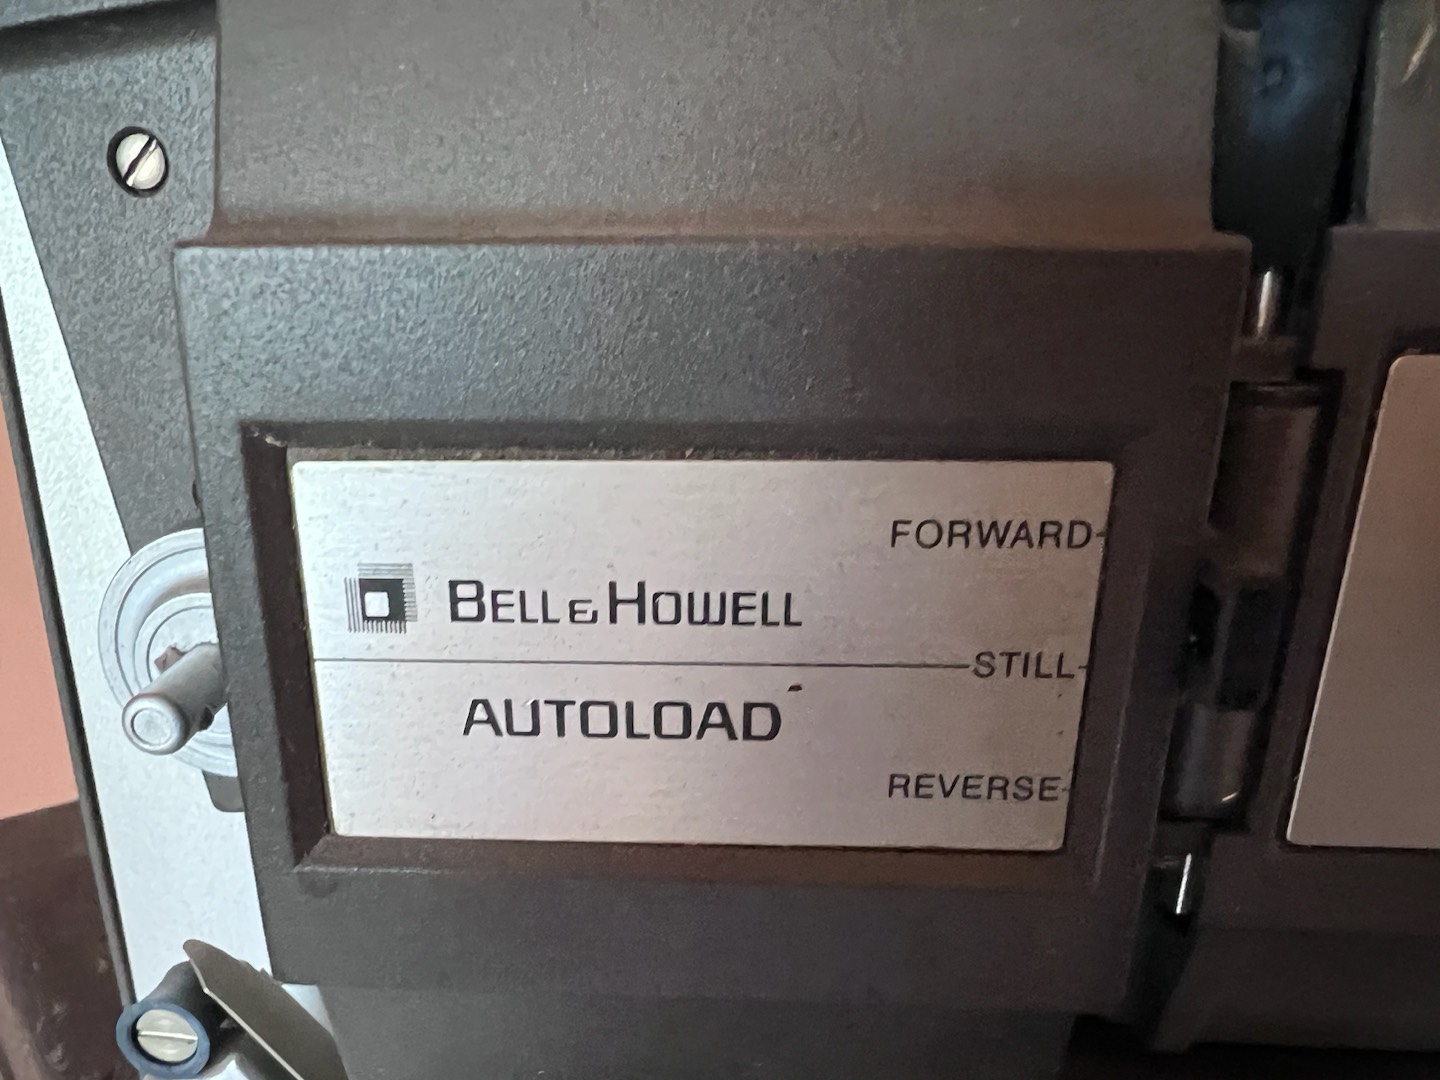 FORWARD
BELL & HOWELL
STILL
AUTOLOAD
REVERSE